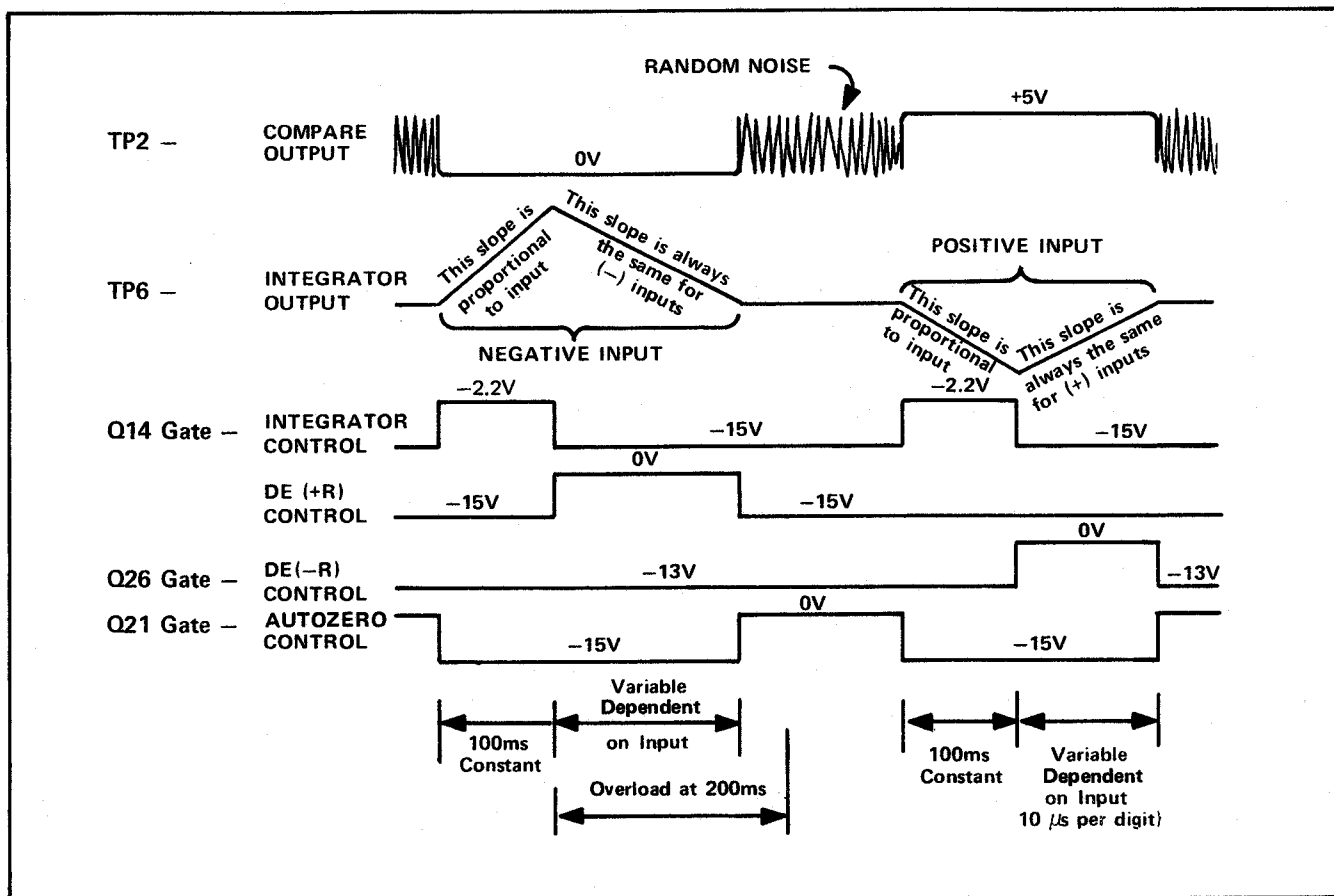 RANDOM NOISE
TP2 – COMPARE OUTPUT
0V
+5V
TP6 – INTEGRATOR OUTPUT
This slope is
proportional
to input
This slope is always
the same for
(–) inputs
NEGATIVE INPUT
POSITIVE INPUT
This slope is
proportional
to input
This slope is
always the same
for (+) inputs
Q14 Gate – INTEGRATOR CONTROL
–2.2V
–15V
–2.2V
–15V
DE (+R) CONTROL
–15V
0V
–15V
Q26 Gate – DE(–R) CONTROL
–13V
0V
–13V
Q21 Gate – AUTOZERO CONTROL
–15V
0V
–15V
100ms
Constant
Variable
Dependent
on Input
Overload at 200ms
100ms
Constant
Variable
Dependent
on Input
10 μs per digit)